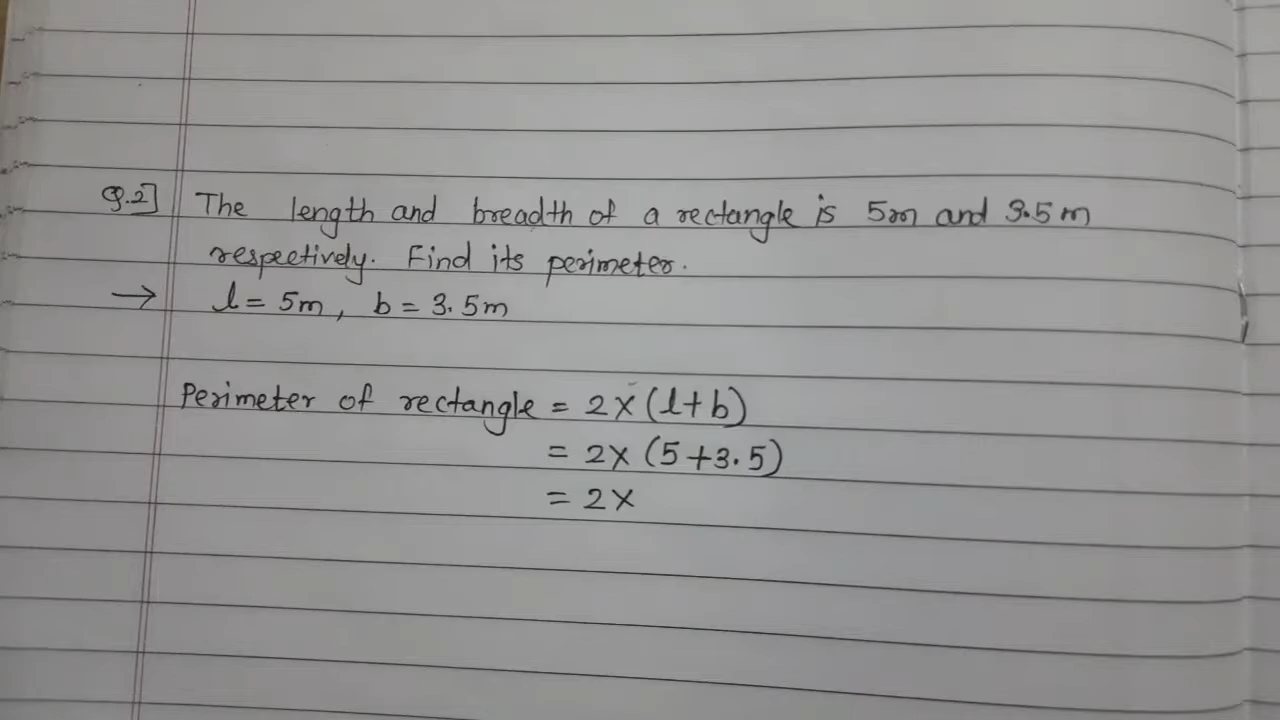 Q.2] The length and breadth of a rectangle is 5m and 3.5m
respectively. Find its perimeter.
→ l = 5m, b = 3.5m
Perimeter of rectangle = 2×(l+b)
= 2×(5+3.5)
= 2×